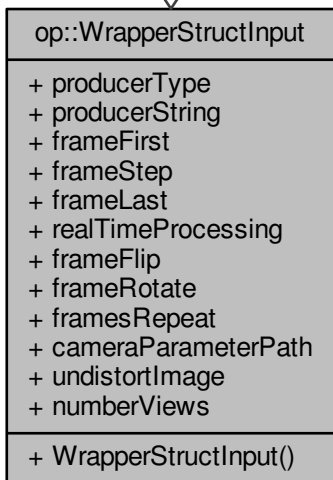 op::WrapperStructInput
+ producerType
+ producerString
+ frameFirst
+ frameStep
+ frameLast
+ realTimeProcessing
+ frameFlip
+ frameRotate
+ framesRepeat
+ cameraParameterPath
+ undistortImage
+ numberViews
+ WrapperStructInput()